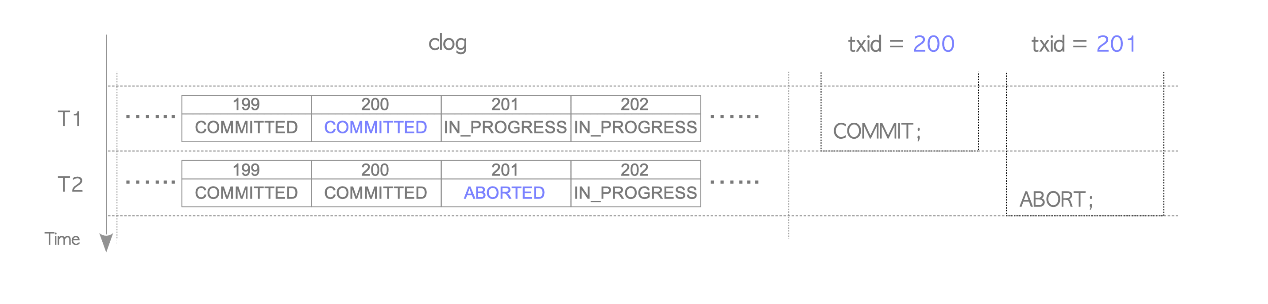 clog txid = 200 txid = 201
199 200 201 202
T1 ...... COMMITTED COMMITTED IN_PROGRESS IN_PROGRESS ...... COMMIT;
199 200 201 202
T2 ...... COMMITTED COMMITTED ABORTED IN_PROGRESS ......
ABORT;
Time